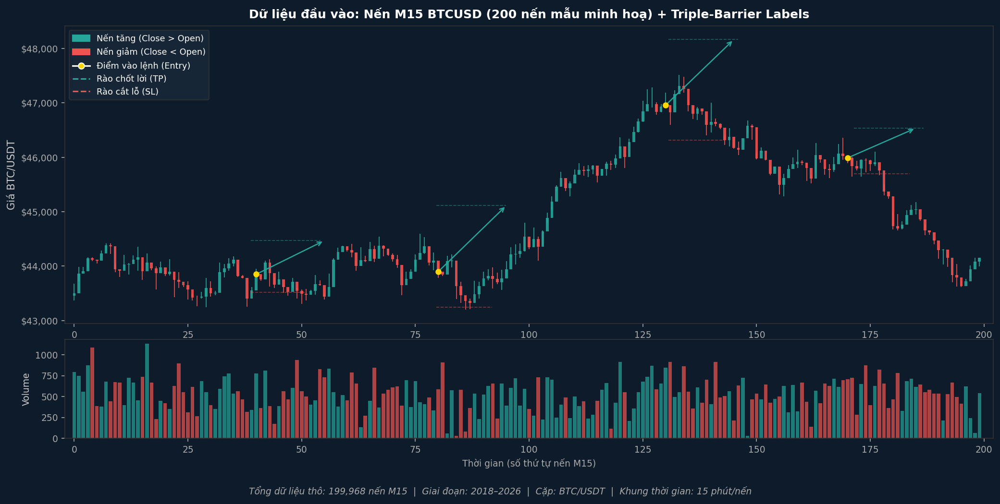 Dữ liệu đầu vào: Nến M15 BTCUSD (200 nến mẫu minh hoạ) + Triple-Barrier Labels
Nến tăng (Close > Open)
Nến giảm (Close < Open)
Điểm vào lệnh (Entry)
Rào chốt lời (TP)
Rào cắt lỗ (SL)
Giá BTC/USDT
$48,000
$47,000
$46,000
$45,000
$44,000
$43,000
0 25 50 75 100 125 150 175 200
Volume
1000
750
500
250
0
0 25 50 75 100 125 150 175 200
Thời gian (số thứ tự nến M15)
Tổng dữ liệu thô: 199,968 nến M15 | Giai đoạn: 2018–2026 | Cặp: BTC/USDT | Khung thời gian: 15 phút/nến